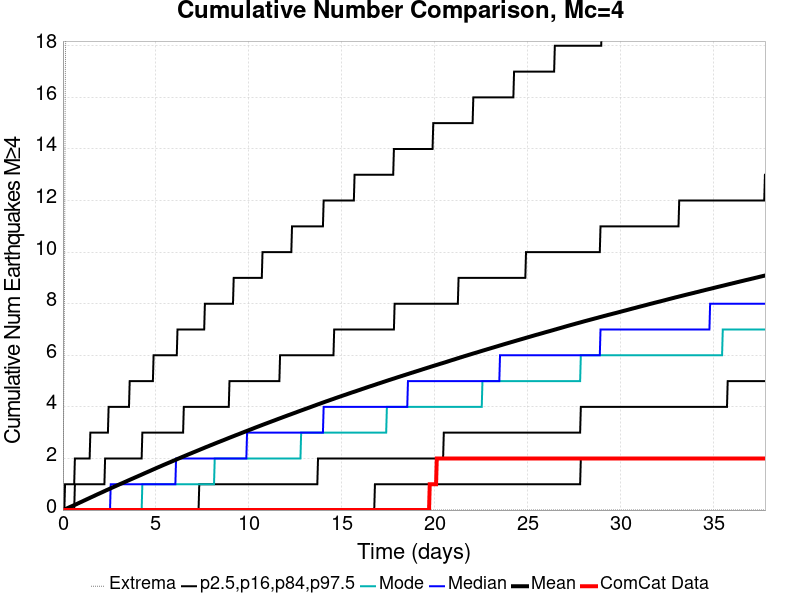 Cumulative Number Comparison, Mc=4
Cumulative Num Earthquakes M≥4
18
16
14
12
10
8
6
4
2
0
0 5 10 15 20 25 30 35
Time (days)
Extrema p2.5,p16,p84,p97.5 Mode Median Mean ComCat Data